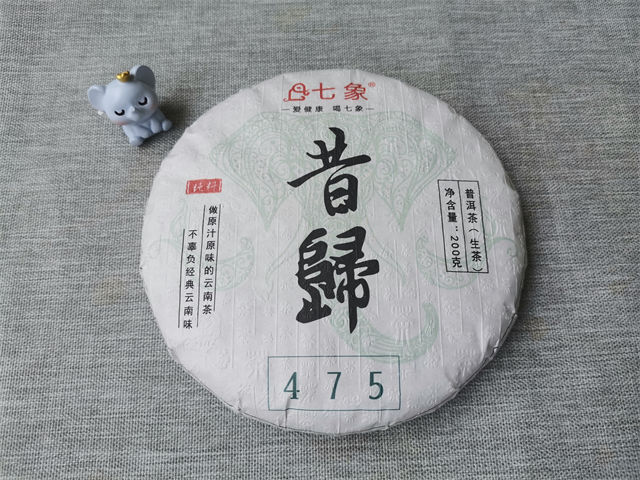 七象®
—爱健康 喝七象—
昔歸
纯料
做原汁原味的云南茶
不辜负经典云南味
普洱茶（生茶）
净含量：200克
475